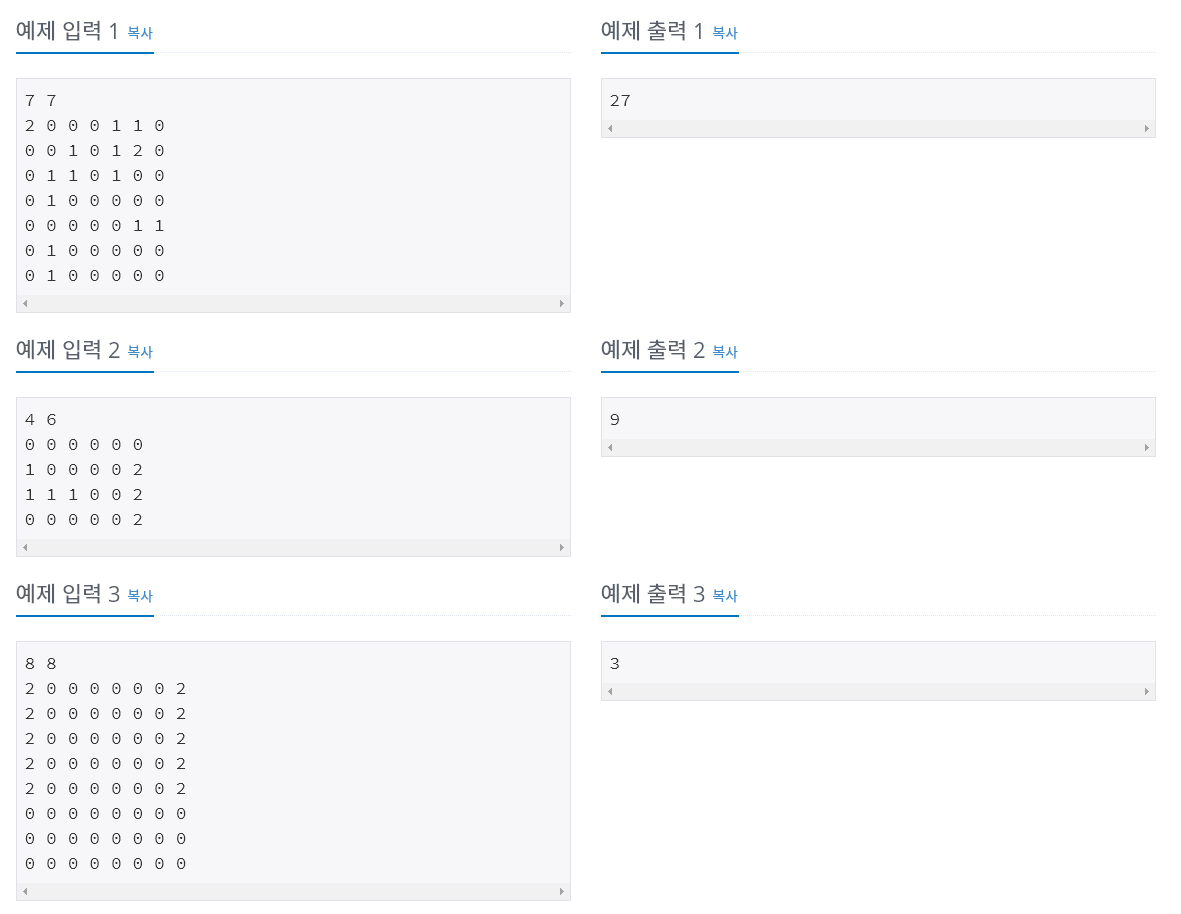 예제 입력 1 복사
7 7
2 0 0 0 1 1 0
0 0 1 0 1 2 0
0 1 1 0 1 0 0
0 1 0 0 0 0 0
0 0 0 0 0 1 1
0 1 0 0 0 0 0
0 1 0 0 0 0 0
예제 출력 1 복사
27
예제 입력 2 복사
4 6
0 0 0 0 0 0
1 0 0 0 0 2
1 1 1 0 0 2
0 0 0 0 0 2
예제 출력 2 복사
9
예제 입력 3 복사
8 8
2 0 0 0 0 0 0 2
2 0 0 0 0 0 0 2
2 0 0 0 0 0 0 2
2 0 0 0 0 0 0 2
2 0 0 0 0 0 0 2
0 0 0 0 0 0 0 0
0 0 0 0 0 0 0 0
0 0 0 0 0 0 0 0
예제 출력 3 복사
3